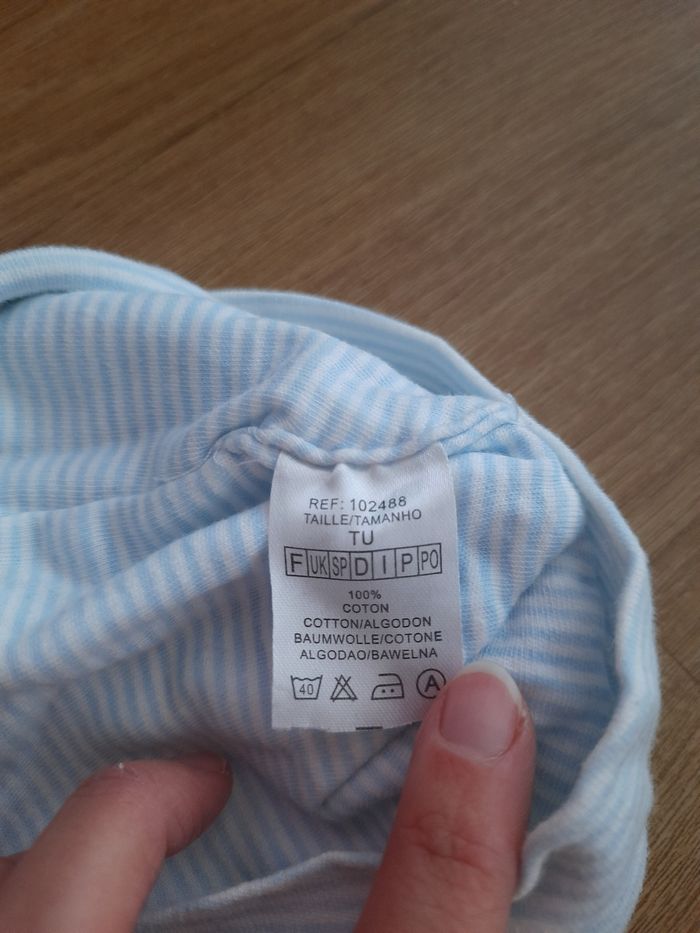 REF: 102488
TAILLE/TAMANHO
TU
F UK SP D I P PO
100%
COTON
COTTON/ALGODON
BAUMWOLLE/COTONE
ALGODAO/BAWELNA
40 A